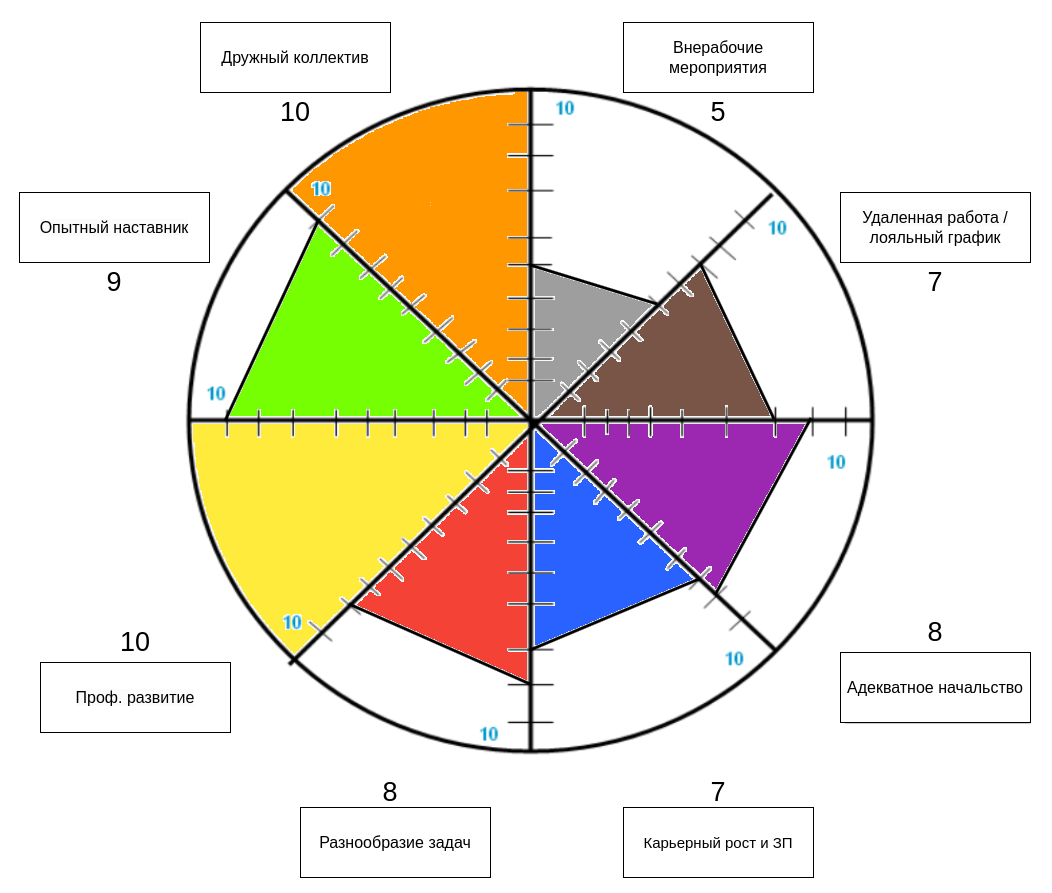 Дружный коллектив
10
Внерабочие
мероприятия
5
10
10
10
Опытный наставник
9
Удаленная работа /
лояльный график
7
10
10
10
10
10
Проф. развитие
8
Адекватное начальство
10
8
Разнообразие задач
7
Карьерный рост и ЗП